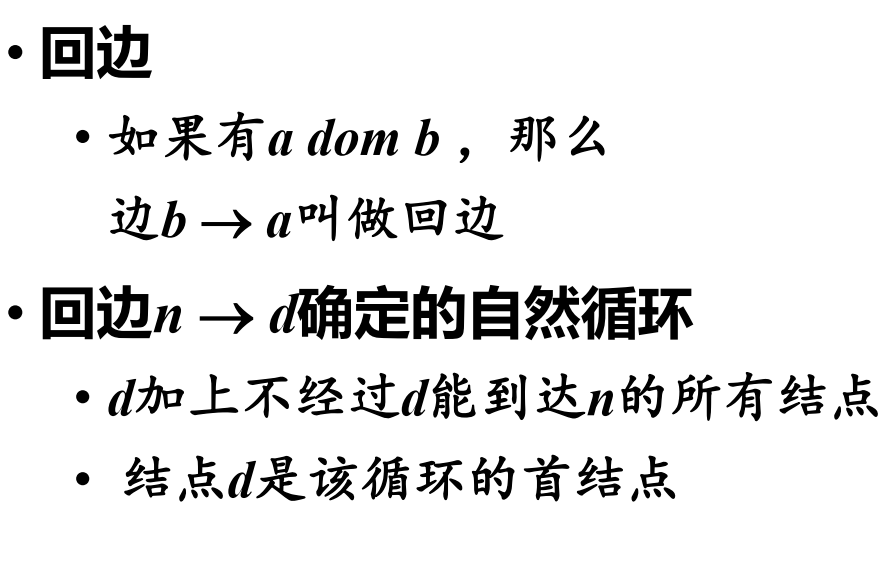 • 回边
• 如果有a dom b，那么
边b → a叫做回边
• 回边n → d确定的自然循环
• d加上不经过d能到达n的所有结点
• 结点d是该循环的首结点